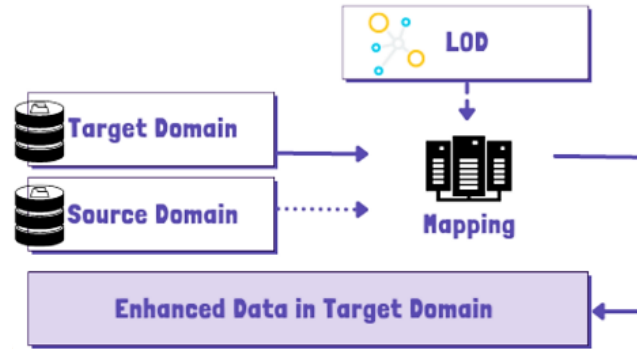 LOD
Target Domain
Source Domain
Mapping
Enhanced Data in Target Domain